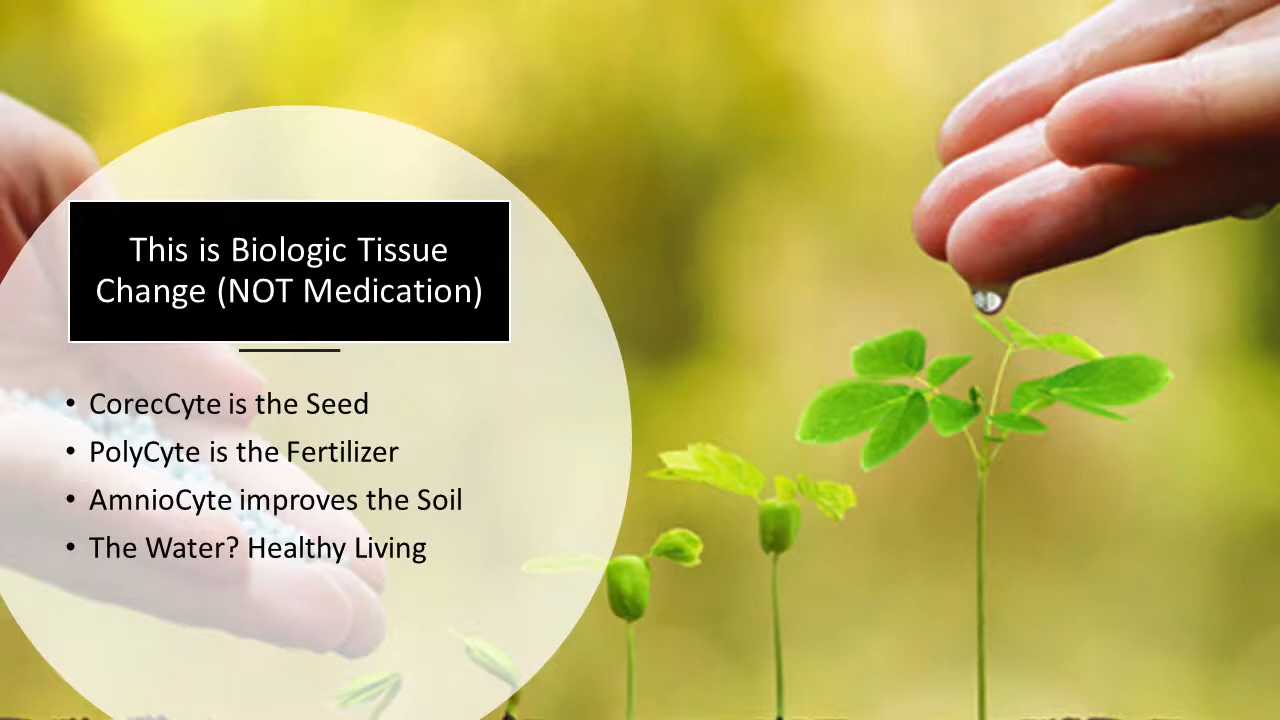 This is Biologic Tissue
Change (NOT Medication)
• CorecCyte is the Seed
• PolyCyte is the Fertilizer
• AmnioCyte improves the Soil
• The Water? Healthy Living